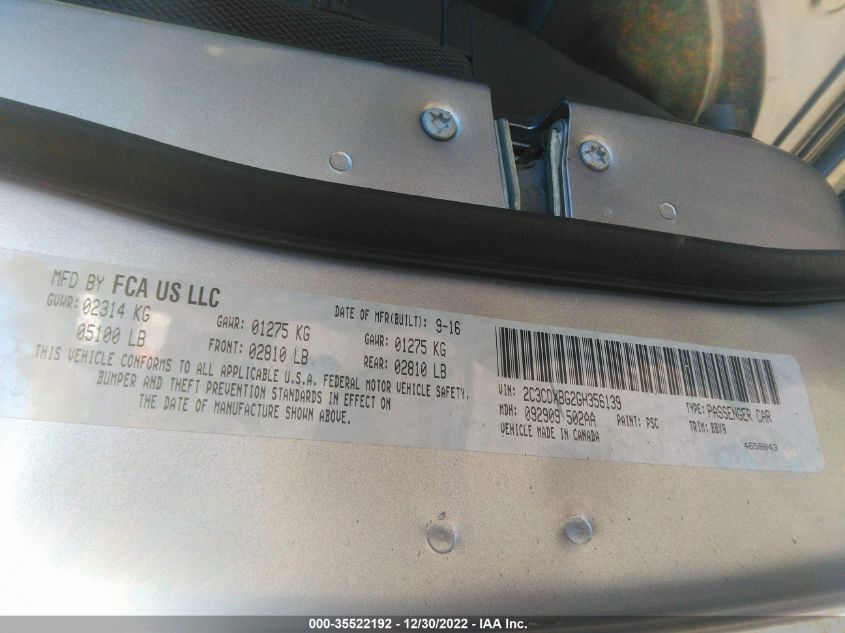 MFD BY FCA US LLC
GVWR: 02314 KG
05100 LB
GAWR: 01275 KG
FRONT: 02810 LB
DATE OF MFR(BUILT): 9-16
GAWR: 01275 KG
REAR: 02810 LB
THIS VEHICLE CONFORMS TO ALL APPLICABLE U.S.A. FEDERAL MOTOR VEHICLE SAFETY,
BUMPER AND THEFT PREVENTION STANDARDS IN EFFECT ON
THE DATE OF MANUFACTURE SHOWN ABOVE.
VIN: 2C3CDXBG2GH356139
TYPE: PASSENGER CAR
MDH: 092909 502AA PAINT: PSC TRIM: BBX9
VEHICLE MADE IN CANADA
4658043
000-35522192 - 12/30/2022 - IAA Inc.